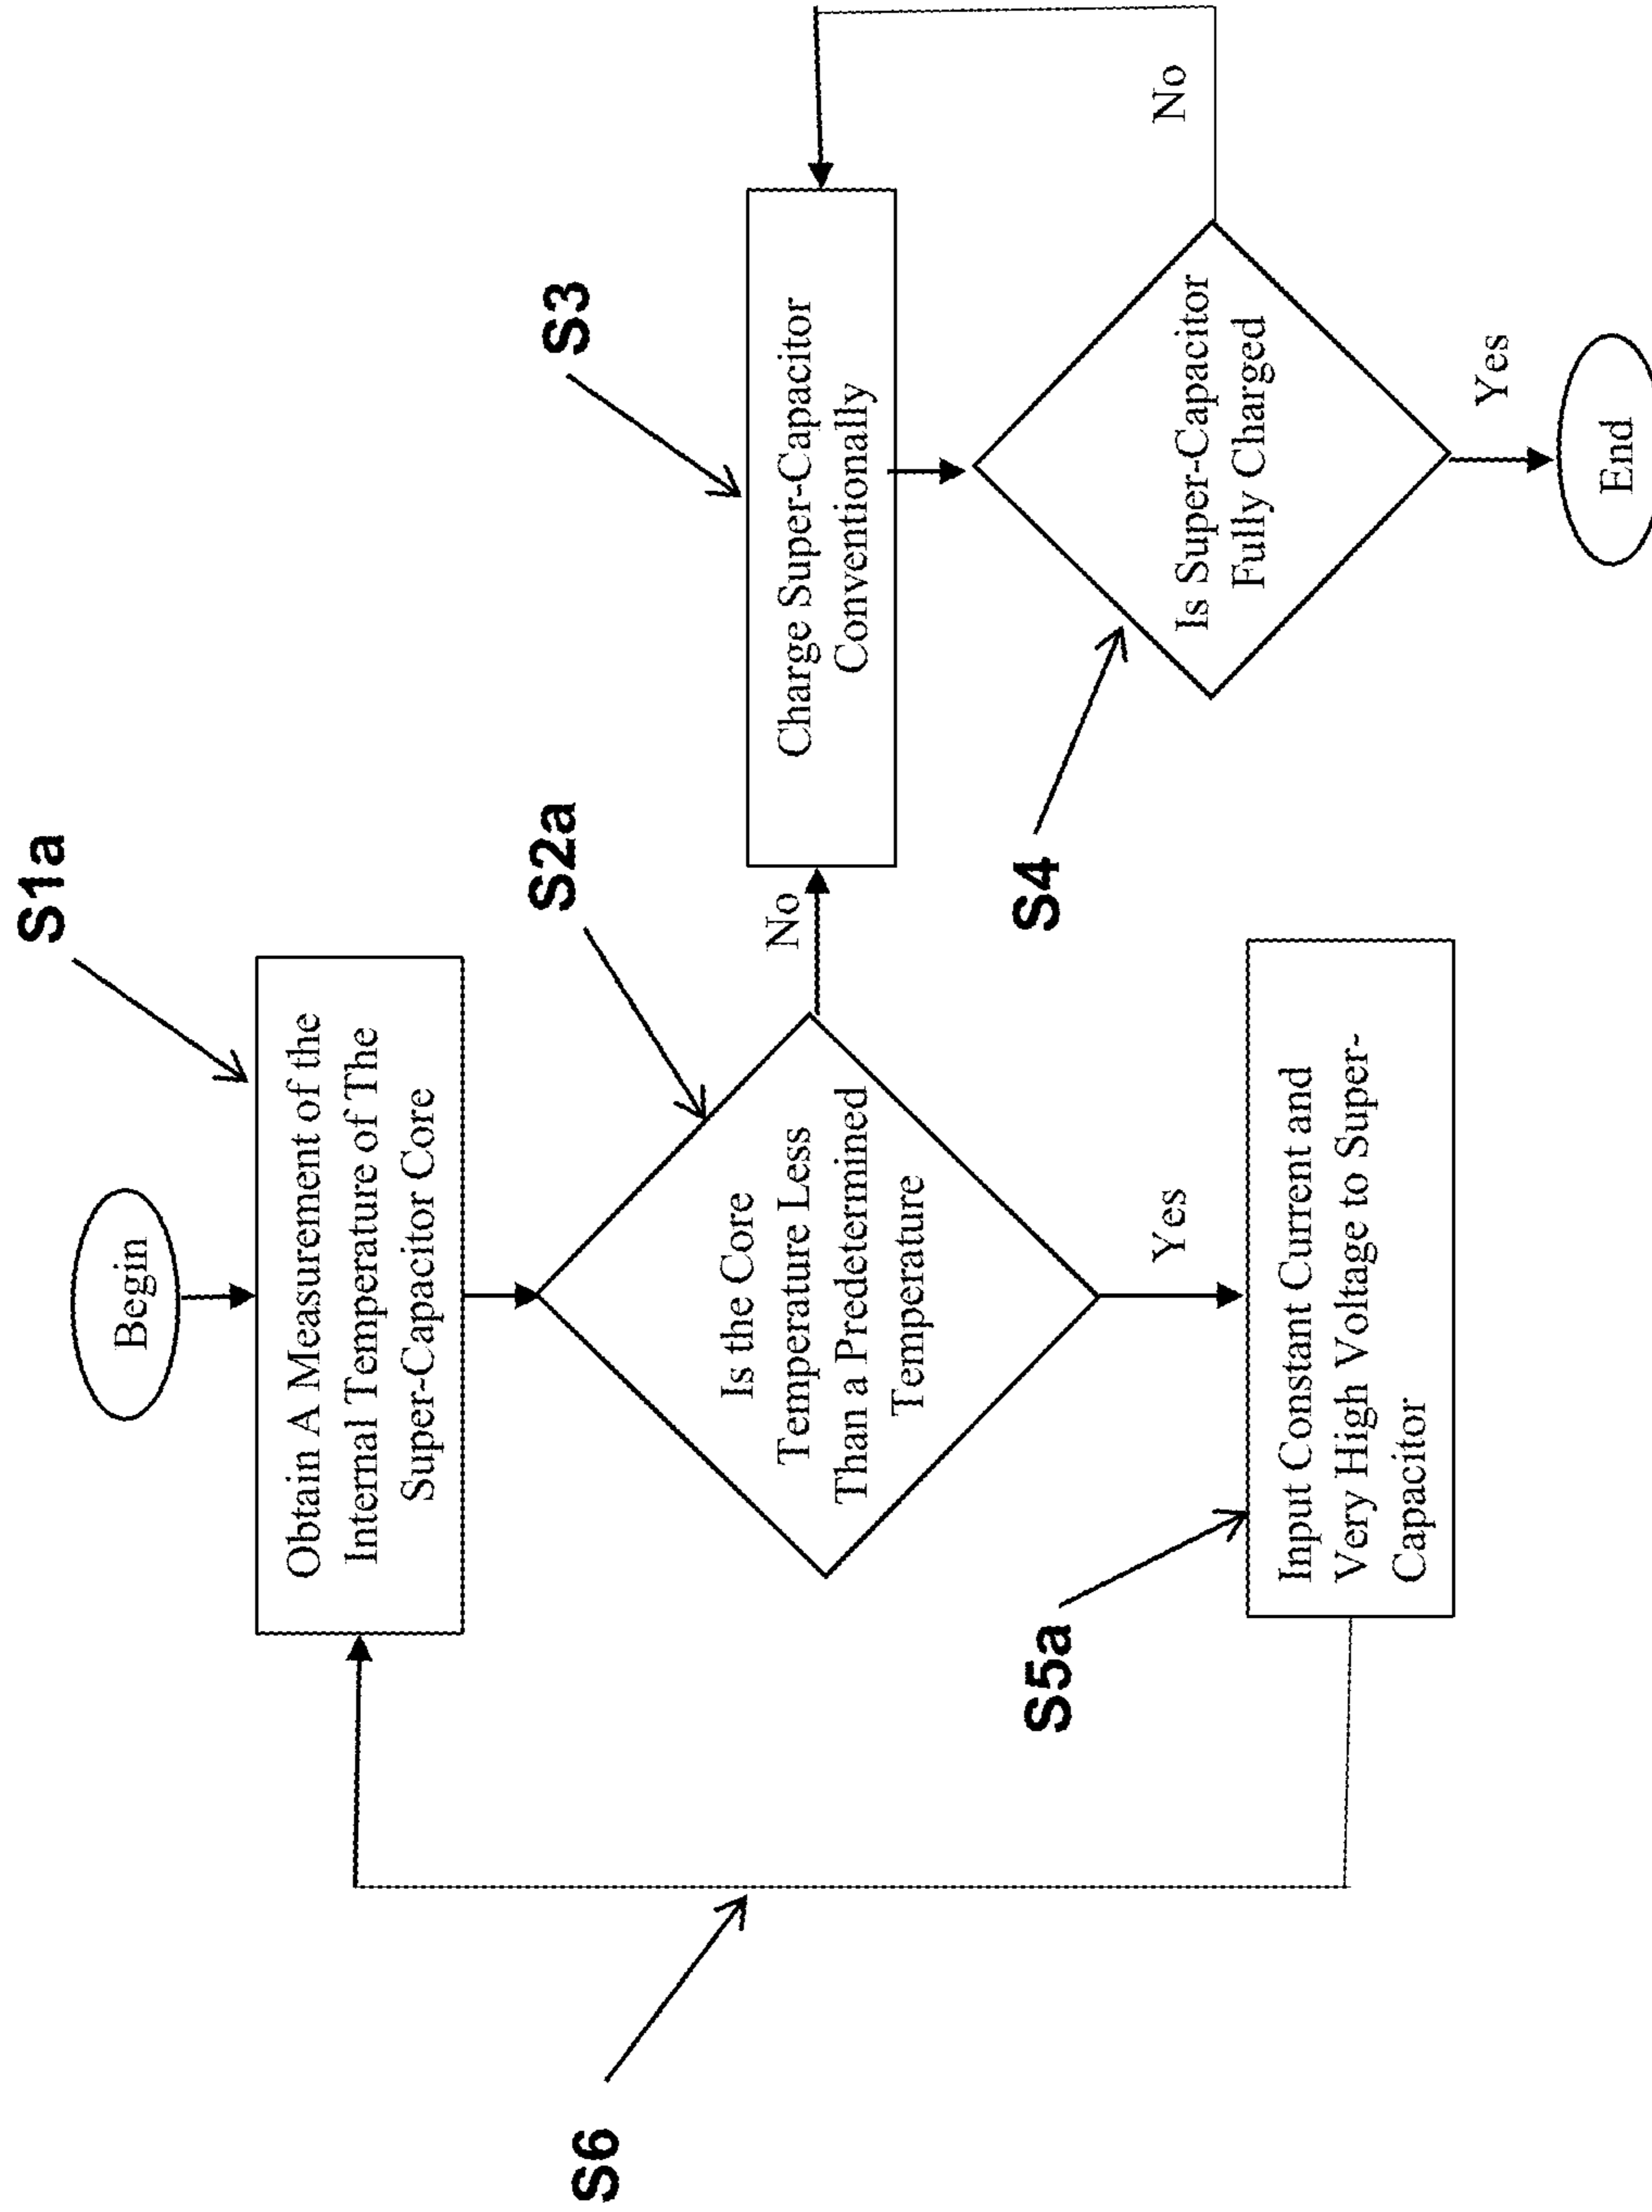 Begin
S1a
Obtain A Measurement of the
Internal Temperature of The
Super-Capacitor Core
S2a
Is the Core
Temperature Less
Than a Predetermined
Temperature
No
Yes
S3
Charge Super-Capacitor
Conventionally
S4
Is Super-Capacitor
Fully Charged
No
Yes
End
S5a
Input Constant Current and
Very High Voltage to Super-
Capacitor
S6